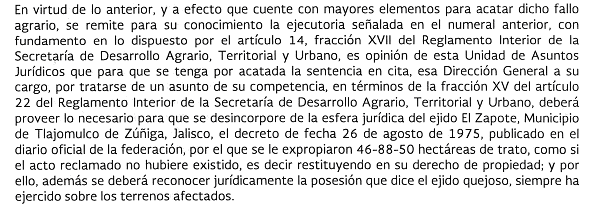 En virtud de lo anterior, y a efecto que cuente con mayores elementos para acatar dicho fallo
agrario, se remite para su conocimiento la ejecutoria señalada en el numeral anterior, con
fundamento en lo dispuesto por el artículo 14, fracción XVII del Reglamento Interior de la
Secretaría de Desarrollo Agrario, Territorial y Urbano, es opinión de esta Unidad de Asuntos
Jurídicos que para que se tenga por acatada la sentencia en cita, esa Dirección General a su
cargo, por tratarse de un asunto de su competencia, en términos de la fracción XV del artículo
22 del Reglamento Interior de la Secretaría de Desarrollo Agrario, Territorial y Urbano, deberá
proveer lo necesario para que se desincorpore de la esfera jurídica del ejido El Zapote, Municipio
de Tlajomulco de Zúñiga, Jalisco, el decreto de fecha 26 de agosto de 1975, publicado en el
diario oficial de la federación, por el que se le expropiaron 46-88-50 hectáreas de trato, como si
el acto reclamado no hubiere existido, es decir restituyendo en su derecho de propiedad; y por
ello, además se deberá reconocer jurídicamente la posesión que dice el ejido quejoso, siempre ha
ejercido sobre los terrenos afectados.